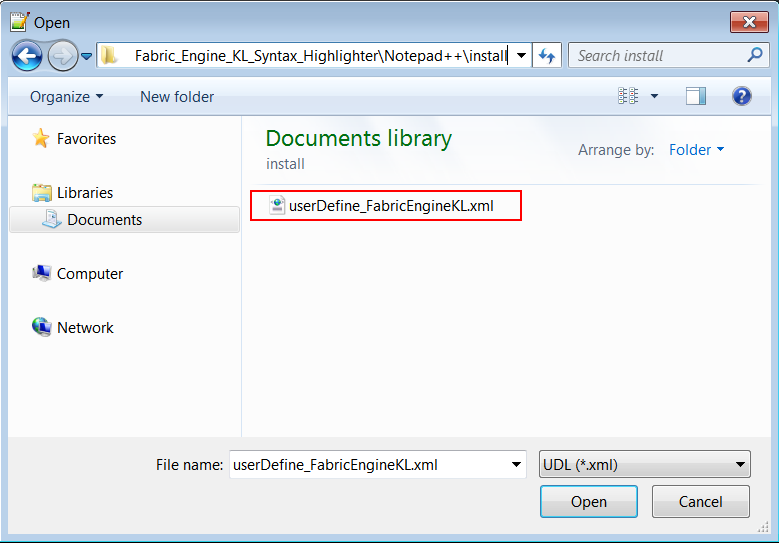 Open
Fabric_Engine_KL_Syntax_Highlighter\Notepad++\install
Search install
Organize
New folder
Favorites
Libraries
Documents
Computer
Network
Documents library
install
Arrange by: Folder
userDefine_FabricEngineKL.xml
File name: userDefine_FabricEngineKL.xml
UDL (*.xml)
Open
Cancel